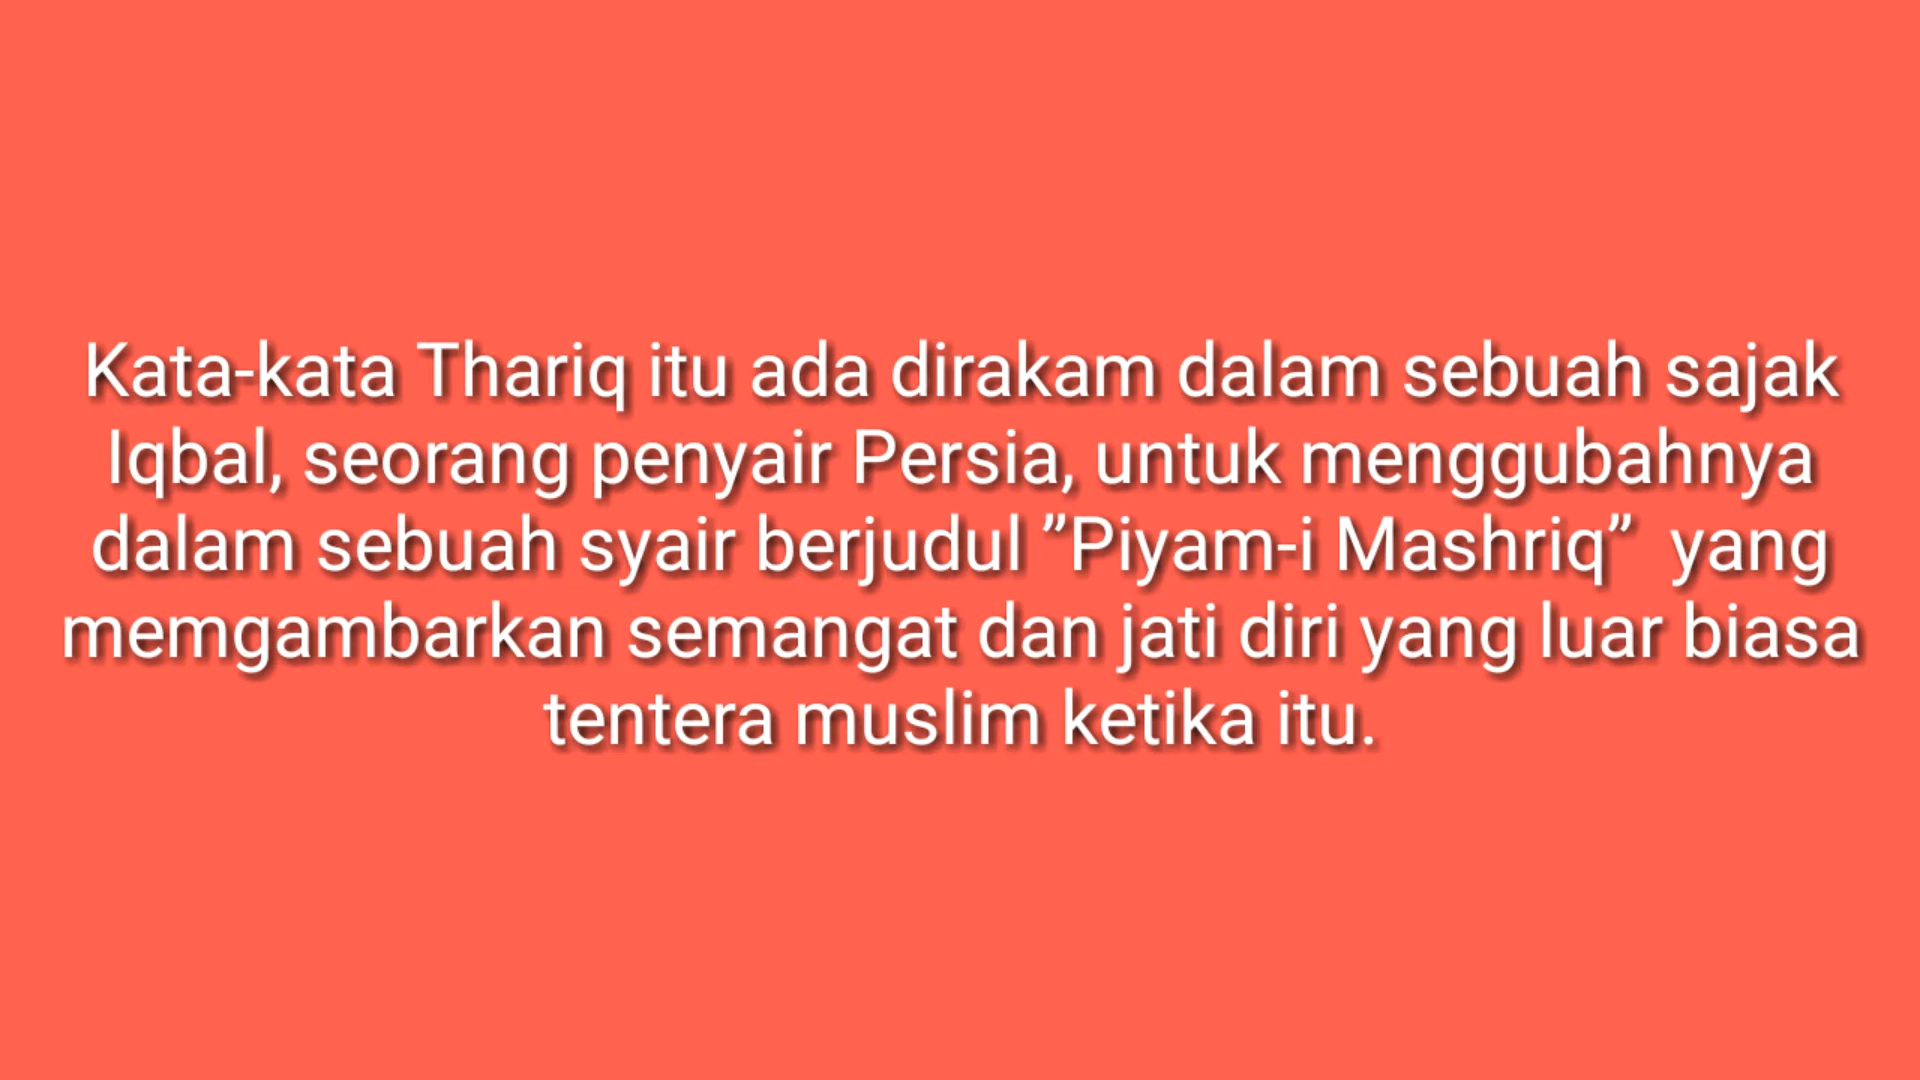 Kata-kata Thariq itu ada dirakam dalam sebuah sajak
Iqbal, seorang penyair Persia, untuk menggubahnya
dalam sebuah syair berjudul ”Piyam-i Mashriq”  yang
memgambarkan semangat dan jati diri yang luar biasa
tentera muslim ketika itu.